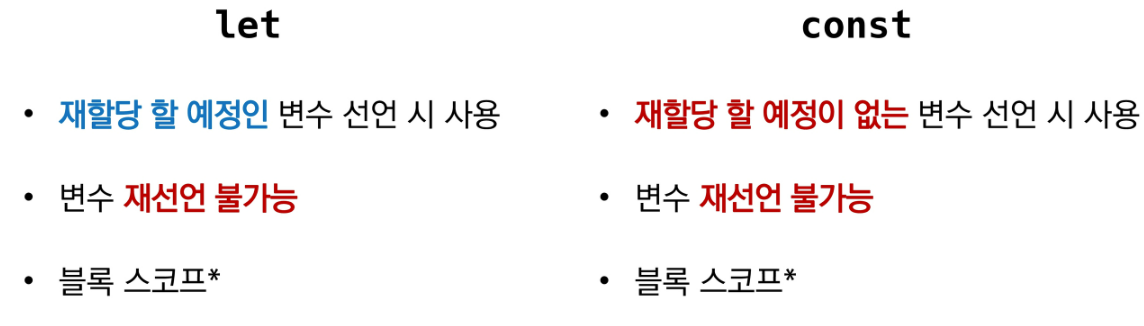 let
• 재할당 할 예정인 변수 선언 시 사용
• 변수 재선언 불가능
• 블록 스코프*
const
• 재할당 할 예정이 없는 변수 선언 시 사용
• 변수 재선언 불가능
• 블록 스코프*